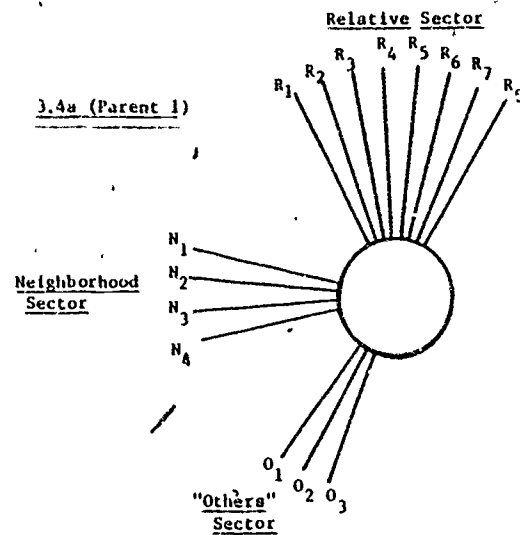 Relative Sector
R1 R2 R3 R4 R5 R6 R7
3.4a (Parent 1)
N1
N2
Neighborhood
Sector
N3
N4
O1 O2 O3
"Others"
Sector